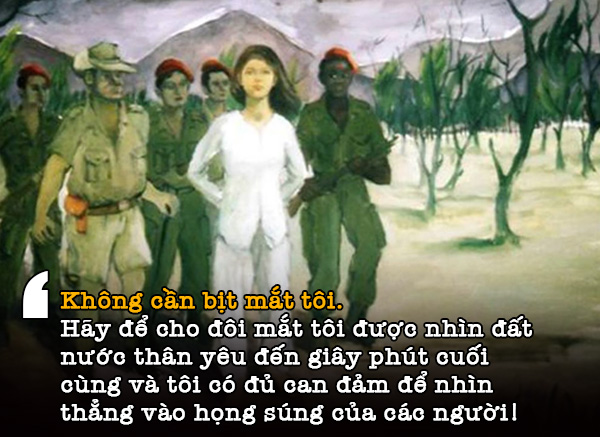 Không cần bịt mắt tôi.
Hãy để cho đôi mắt tôi được nhìn đất
nước thân yêu đến giây phút cuối
cùng và tôi có đủ can đảm để nhìn
thẳng vào họng súng của các người!